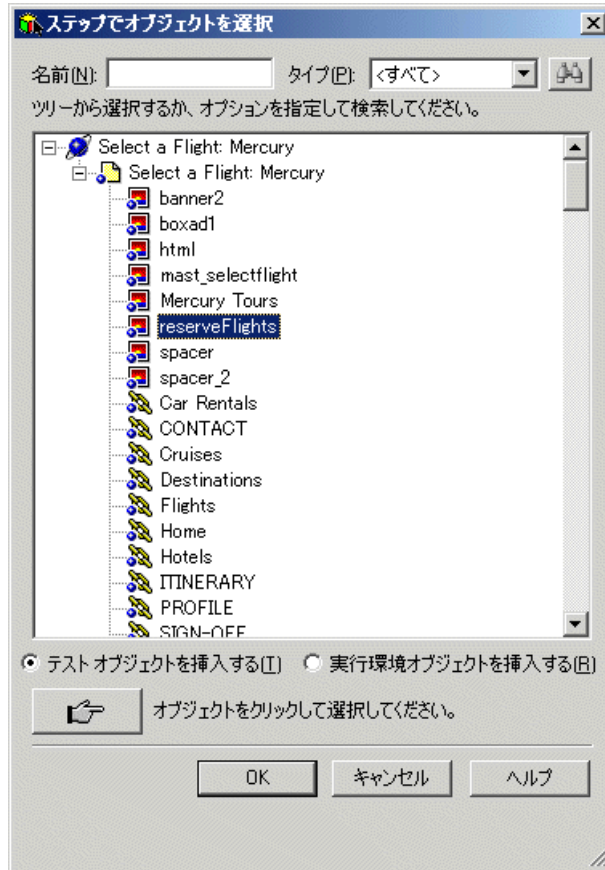 ステップでオブジェクトを選択
名前(N): タイプ(P): <すべて>
ツリーから選択するか、オプションを指定して検索してください。
Select a Flight: Mercury
Select a Flight: Mercury
banner2
boxad1
html
mast_selectflight
Mercury Tours
reserveFlights
spacer
spacer_2
Car Rentals
CONTACT
Cruises
Destinations
Flights
Home
Hotels
ITINERARY
PROFILE
SIGN-OFF
テスト オブジェクトを挿入する(T) 実行環境オブジェクトを挿入する(R)
オブジェクトをクリックして選択してください。
OK キャンセル ヘルプ